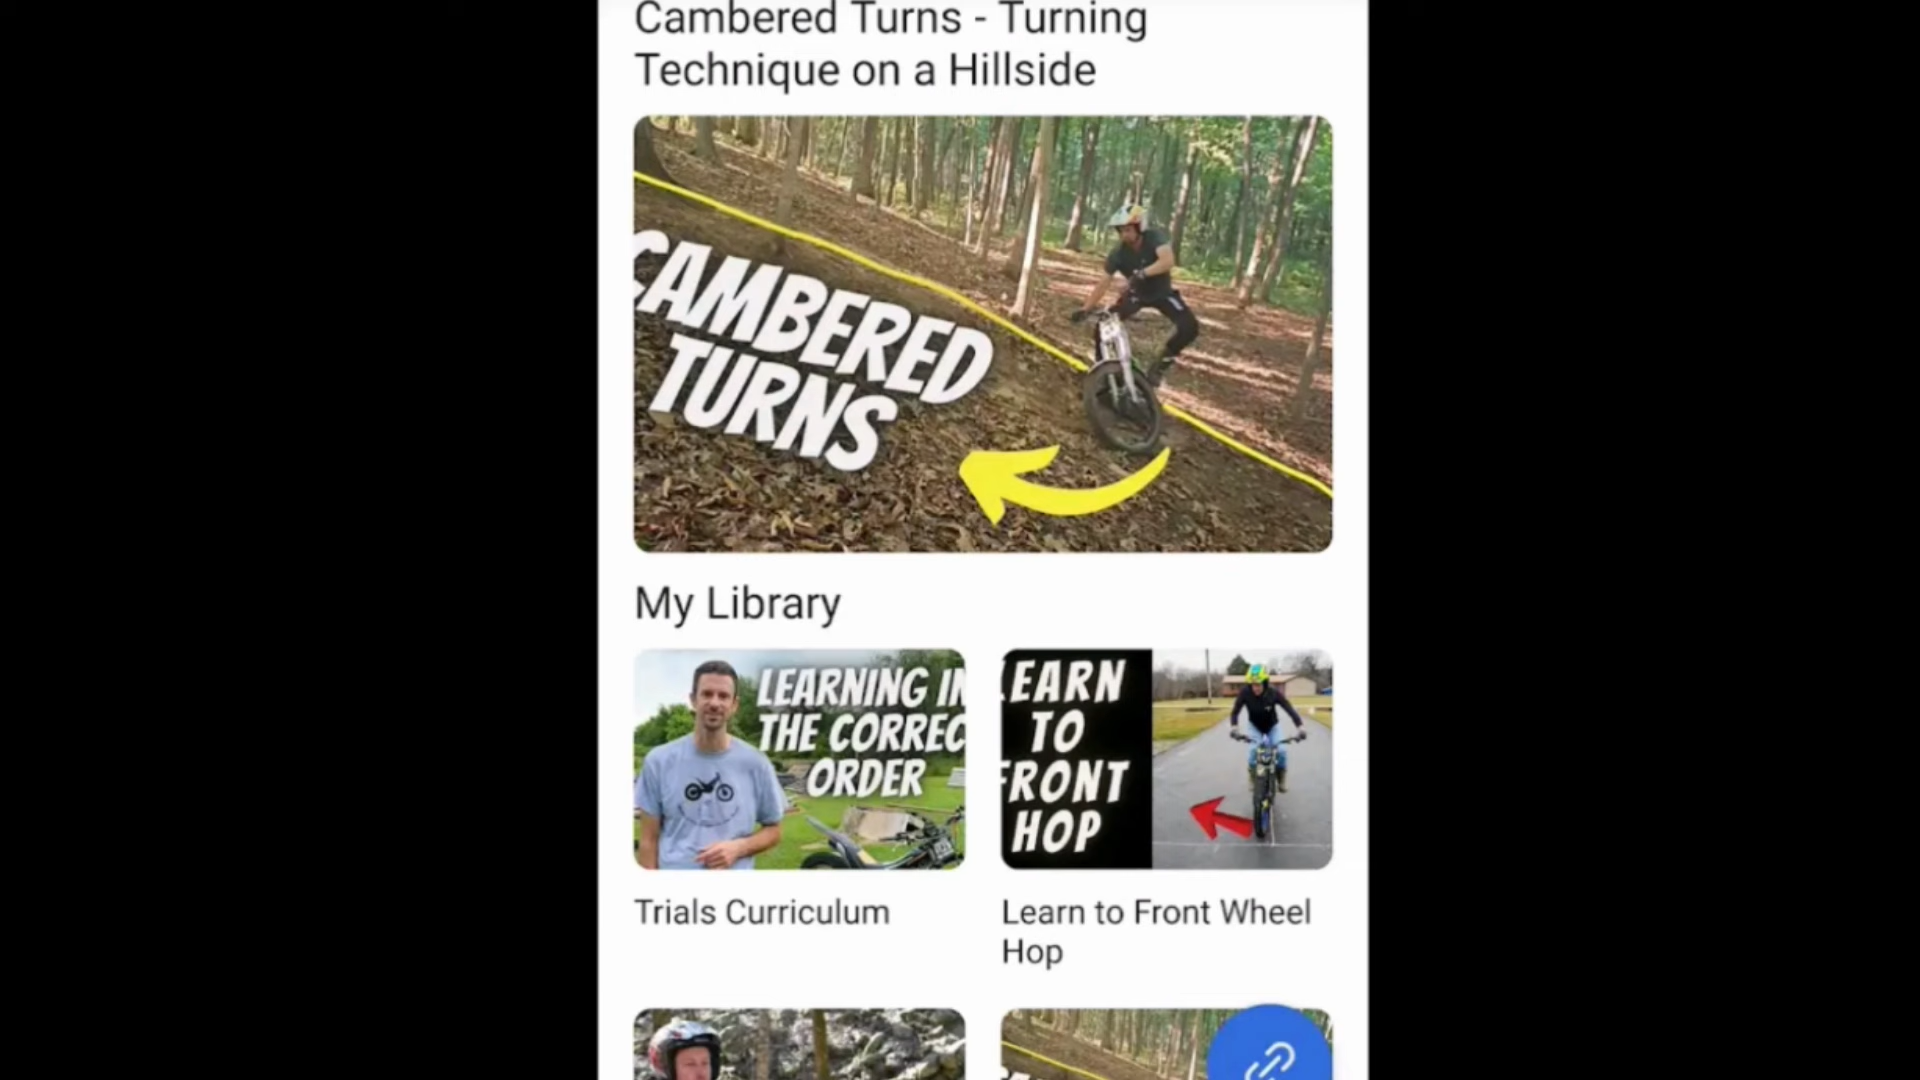 Cambered Turns - Turning
Technique on a Hillside
CAMBERED
TURNS
My Library
LEARNING IN
THE CORREC
ORDER
LEARN
TO
FRONT
HOP
Trials Curriculum
Learn to Front Wheel
Hop